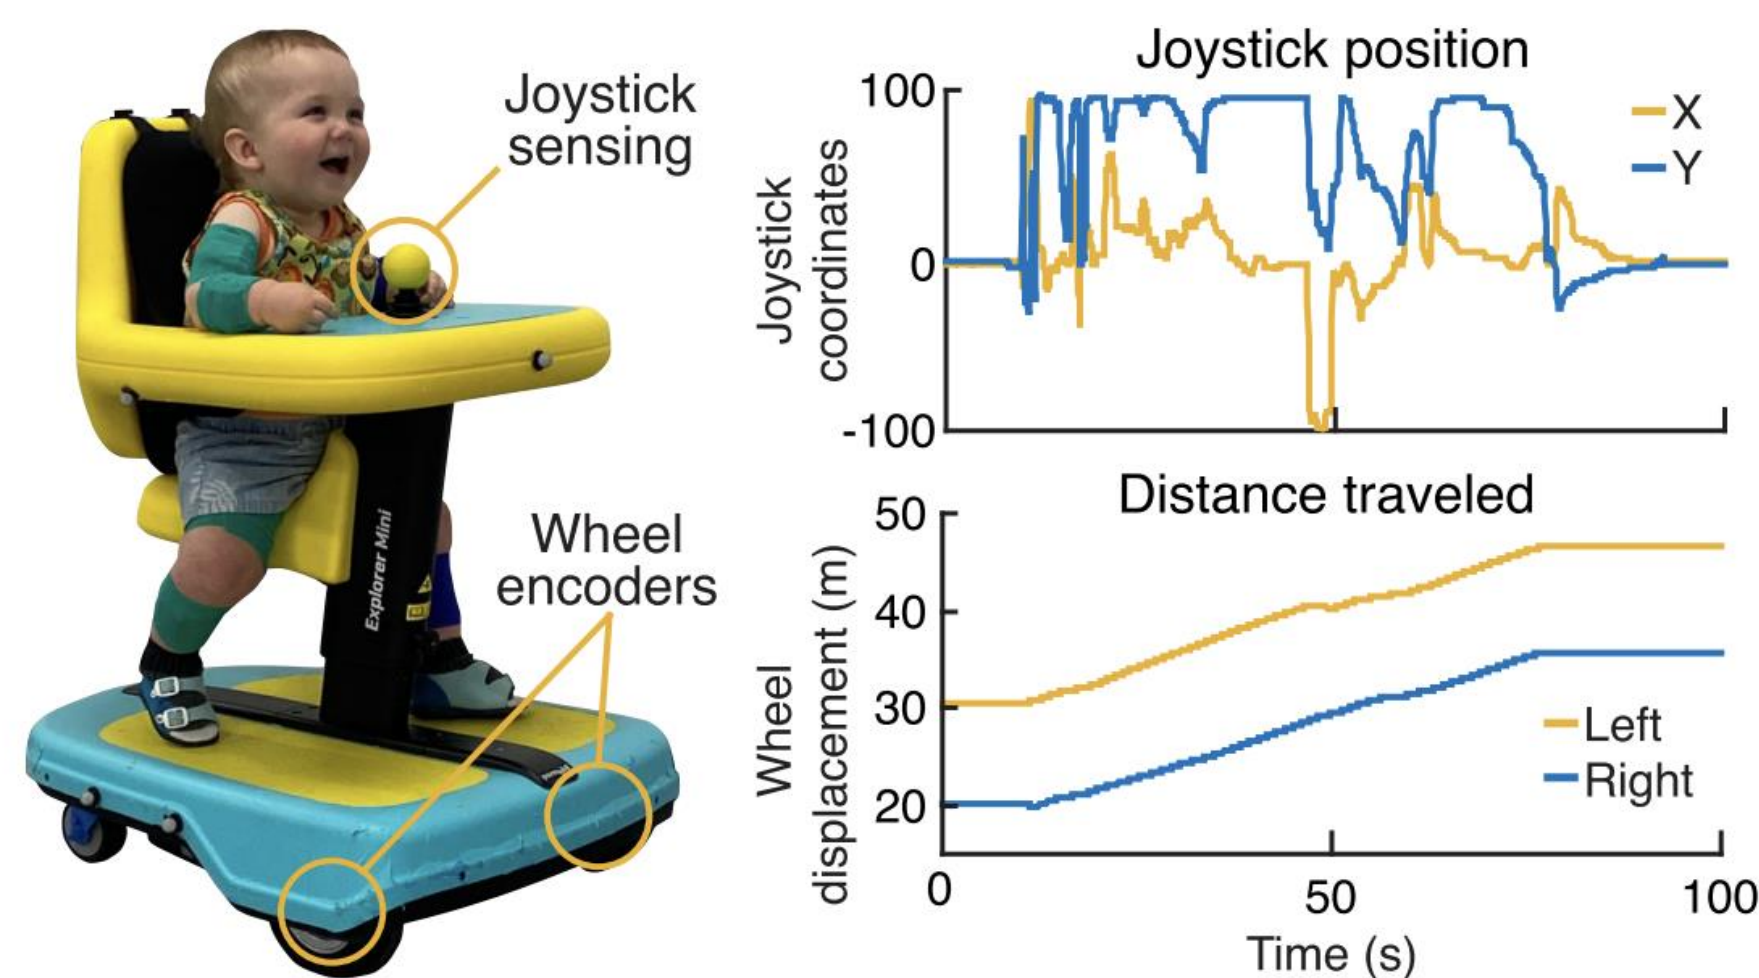 Joystick
sensing
Wheel
encoders
Explorer Mini
Joystick position
100
0
-100
Joystick
coordinates
X
Y
Distance traveled
50
40
30
20
Wheel
displacement (m)
Left
Right
0
50
100
Time (s)